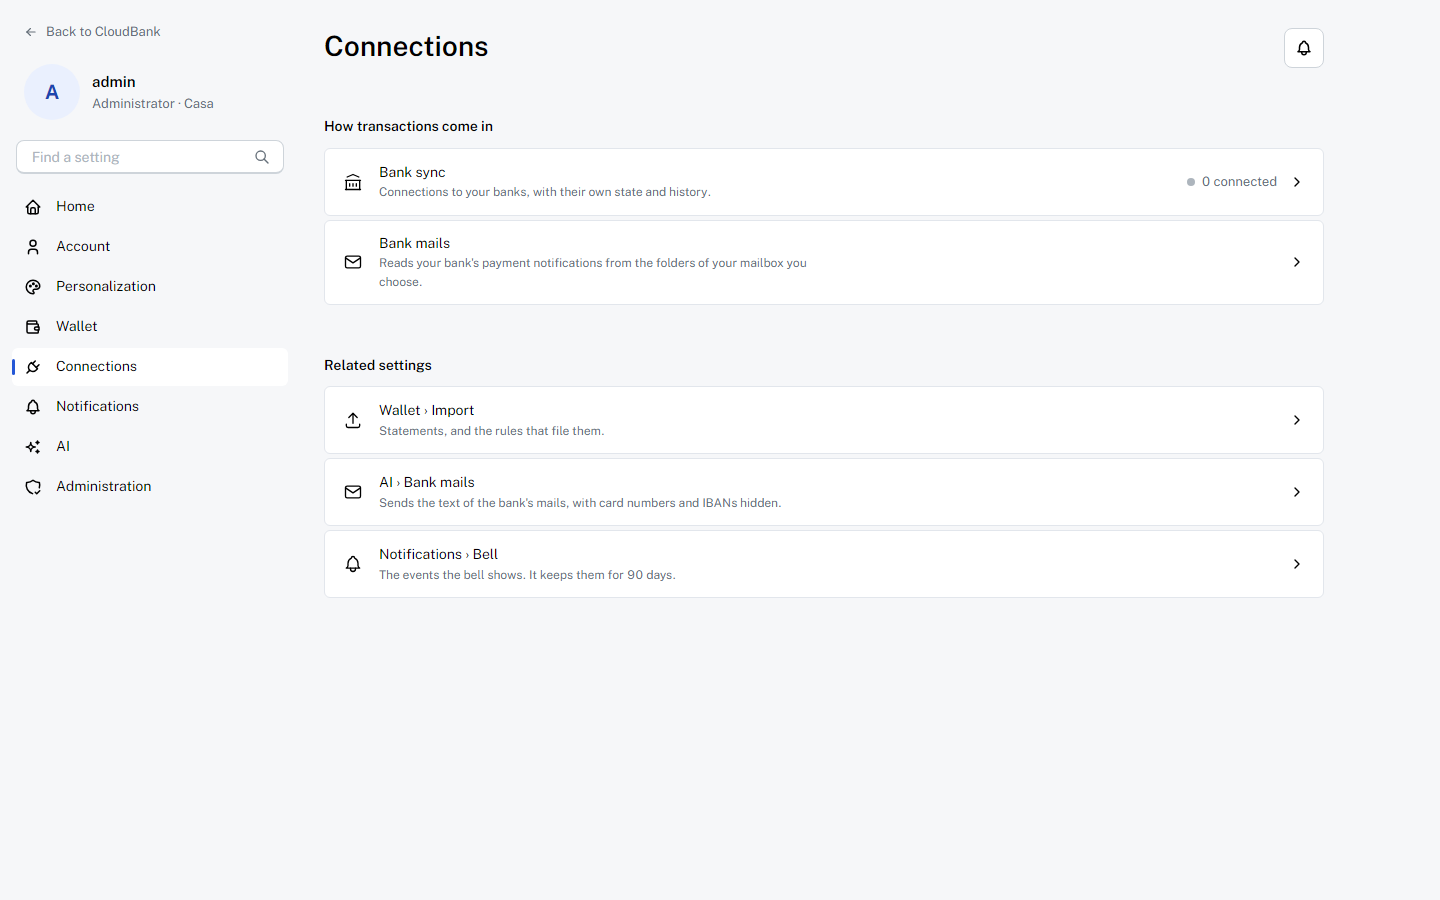 Back to CloudBank
A
admin
Administrator · Casa
Find a setting
Home
Account
Personalization
Wallet
Connections
Notifications
AI
Administration
Connections
How transactions come in
Bank sync
Connections to your banks, with their own state and history.
0 connected
Bank mails
Reads your bank's payment notifications from the folders of your mailbox you
choose.
Related settings
Wallet › Import
Statements, and the rules that file them.
AI › Bank mails
Sends the text of the bank's mails, with card numbers and IBANs hidden.
Notifications › Bell
The events the bell shows. It keeps them for 90 days.